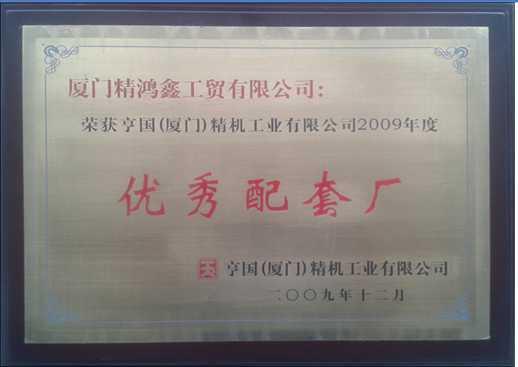 厦门精鸿鑫工贸有限公司：
荣获亨国(厦门)精机工业有限公司2009年度
优秀配套厂
亨国(厦门)精机工业有限公司
二〇〇九年十二月